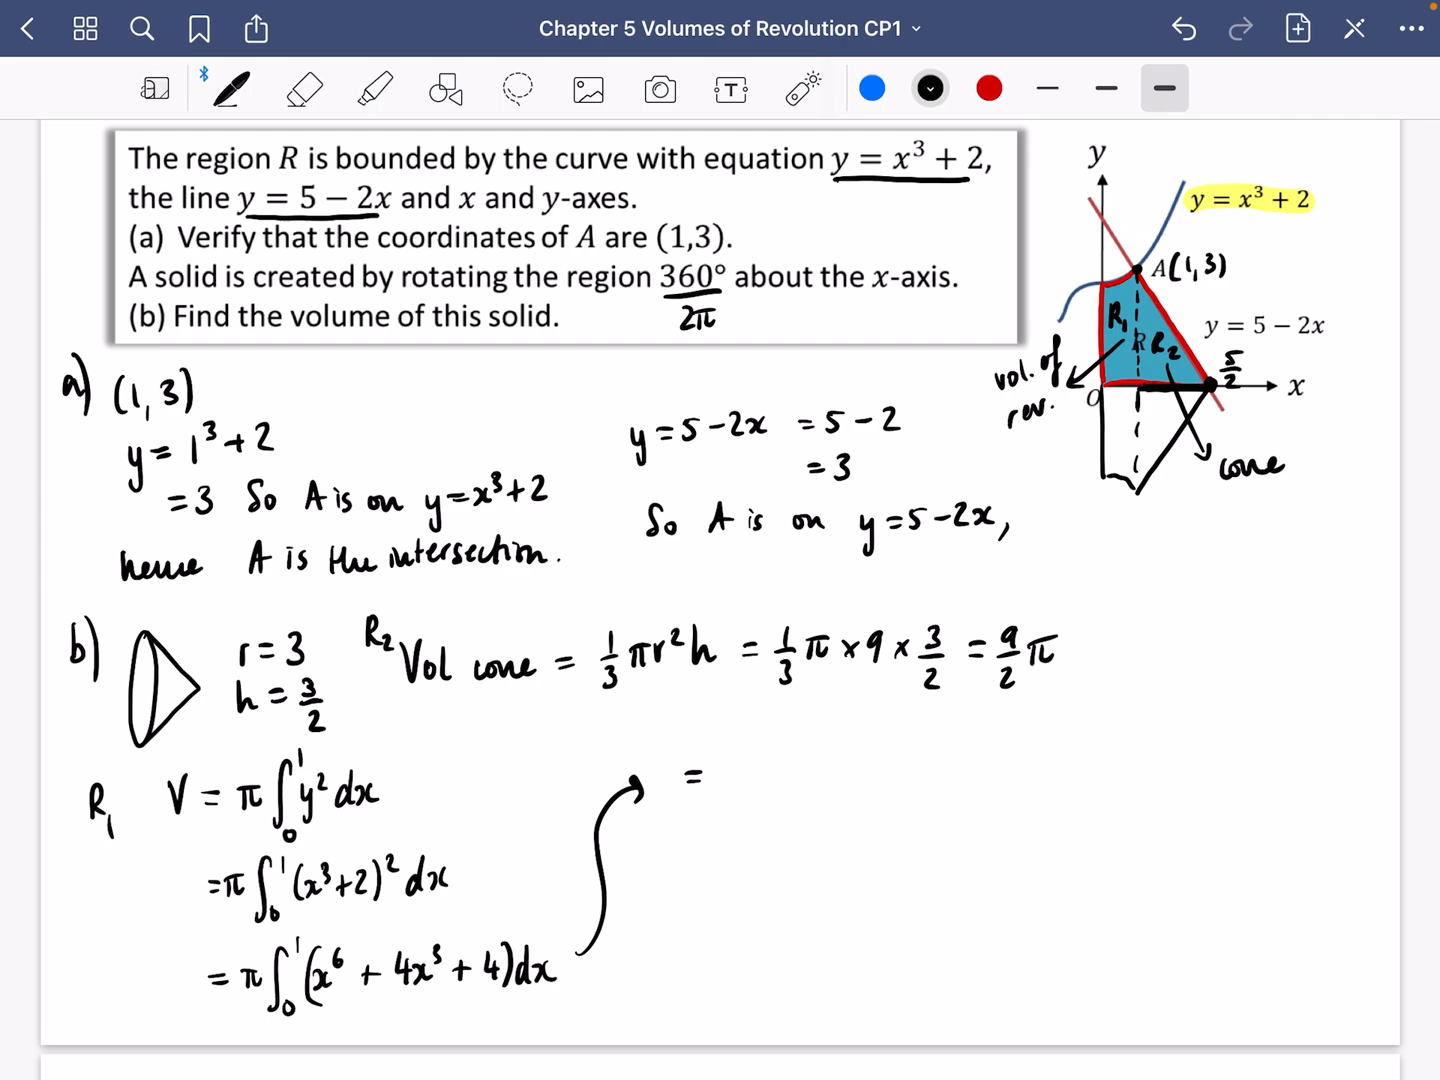 Chapter 5 Volumes of Revolution CP1
T
The region R is bounded by the curve with equation y = x³ + 2,
the line y = 5 − 2x and x and y-axes.
(a) Verify that the coordinates of A are (1,3).
A solid is created by rotating the region 360° about the x-axis.
(b) Find the volume of this solid.
2π
y
y = x³ + 2
A(1,3)
y = 5 − 2x
R₁
R R₂
5/2
vol. of
rev.
O
x
cone
a) (1, 3)
y = 1³ + 2
= 3 So A is on y = x³ + 2
hence A is the intersection.
y = 5 − 2x = 5 − 2
= 3
So A is on y = 5 − 2x,
b) r = 3
h = 3/2
R₂ Vol cone = 1/3 πr²h = 1/3 π × 9 × 3/2 = 9/2 π
R₁ V = π∫₀¹ y² dx
= π∫₀¹ (x³ + 2)² dx
= π∫₀¹ (x⁶ + 4x³ + 4) dx
=